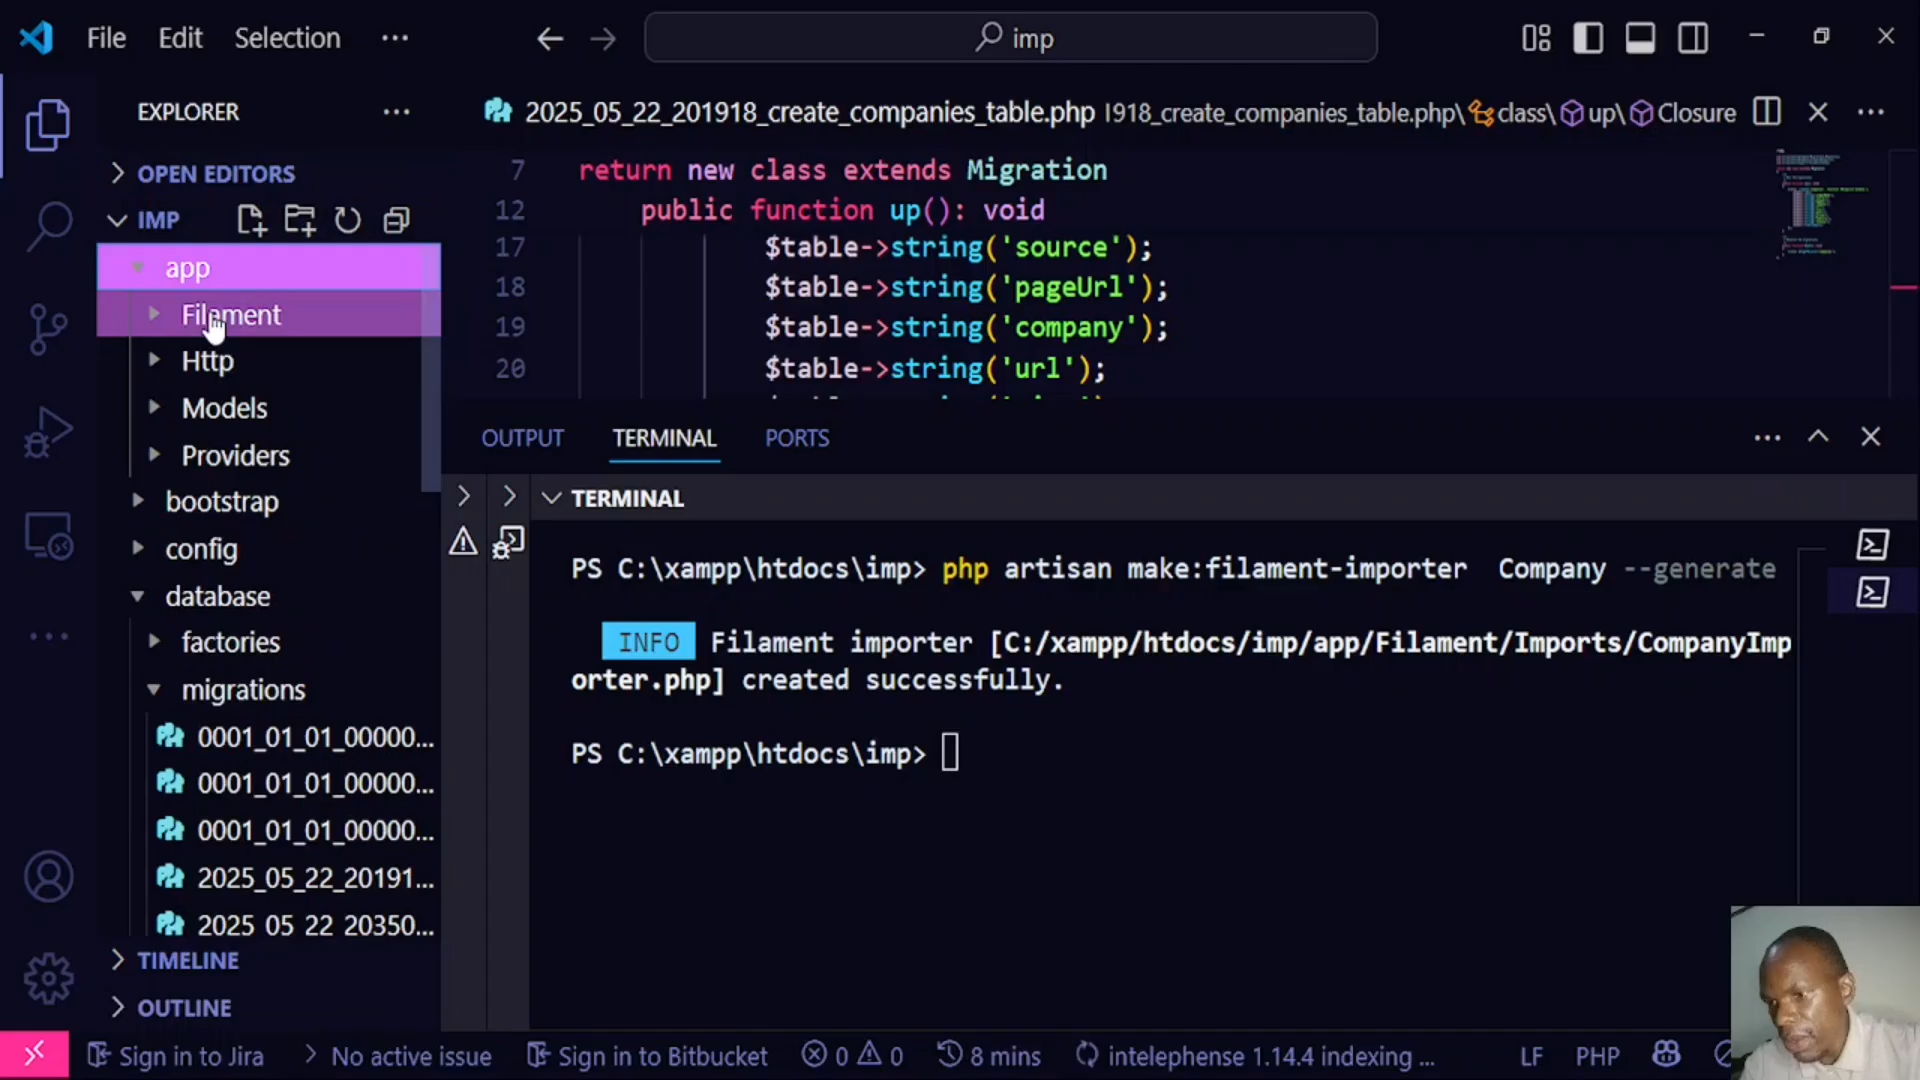 File Edit Selection ...
imp
EXPLORER ...
2025_05_22_201918_create_companies_table.php 1918_create_companies_table.php\ class\ up\ Closure ...
OPEN EDITORS
IMP
app
Filament
Http
Models
Providers
bootstrap
config
database
factories
migrations
0001_01_01_00000...
0001_01_01_00000...
0001_01_01_00000...
2025_05_22_20191...
2025_05_22_20350...
TIMELINE
OUTLINE
7 return new class extends Migration
12 public function up(): void
17 $table->string('source');
18 $table->string('pageUrl');
19 $table->string('company');
20 $table->string('url');
OUTPUT TERMINAL PORTS ...
TERMINAL
PS C:\xampp\htdocs\imp> php artisan make:filament-importer Company --generate
INFO Filament importer [C:/xampp/htdocs/imp/app/Filament/Imports/CompanyImp
orter.php] created successfully.
PS C:\xampp\htdocs\imp>
Sign in to Jira No active issue Sign in to Bitbucket 0 0 8 mins intelephense 1.14.4 indexing ... LF PHP